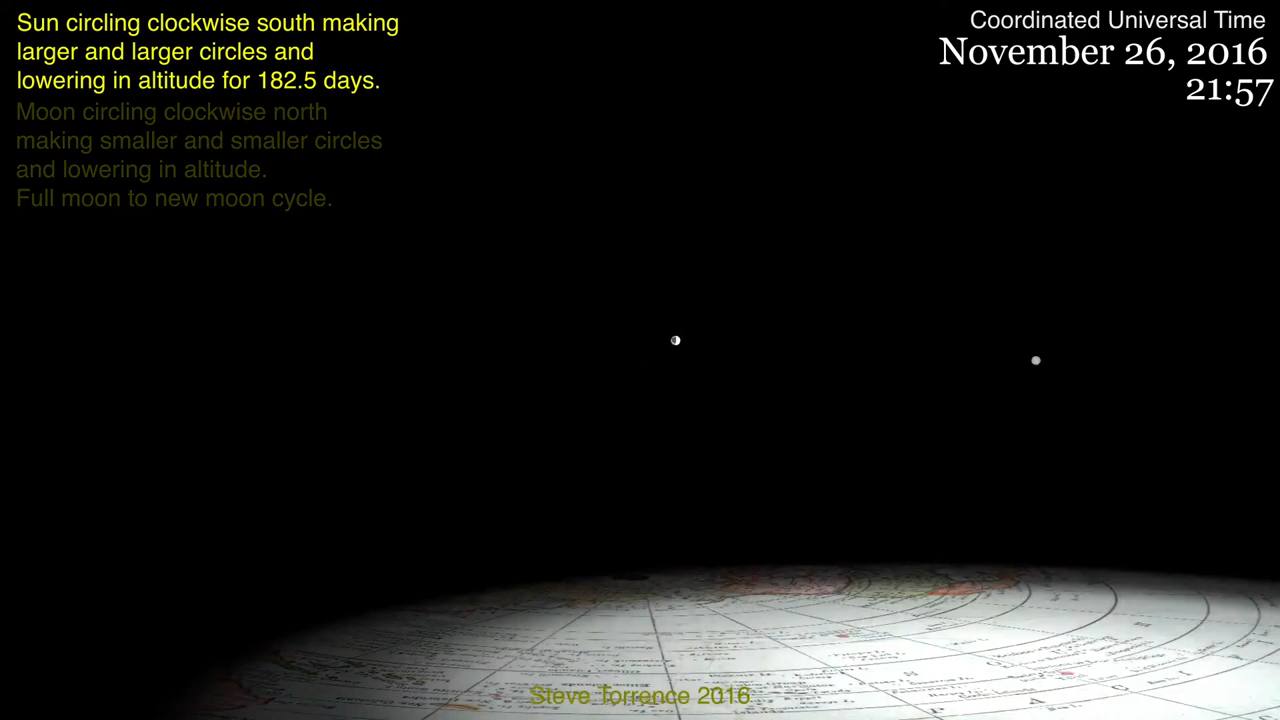 Sun circling clockwise south making
larger and larger circles and
lowering in altitude for 182.5 days.
Moon circling clockwise north
making smaller and smaller circles
and lowering in altitude.
Full moon to new moon cycle.
Coordinated Universal Time
November 26, 2016
21:57
Steve Torrence 2016